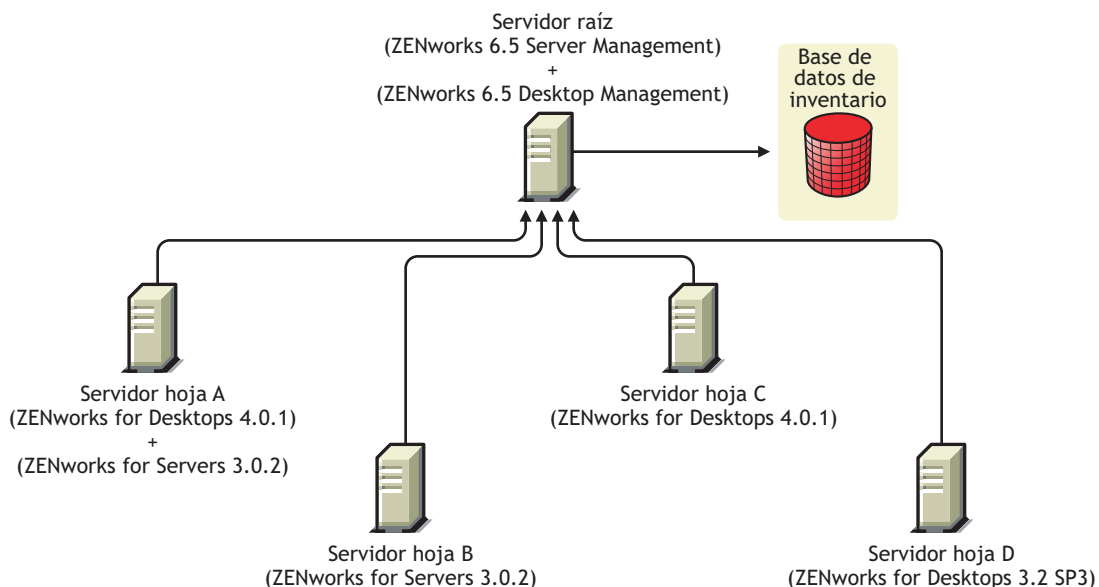 Servidor raíz
(ZENworks 6.5 Server Management)
+
(ZENworks 6.5 Desktop Management)
Base de
datos de
inventario
Servidor hoja A
(ZENworks for Desktops 4.0.1)
+
(ZENworks for Servers 3.0.2)
Servidor hoja C
(ZENworks for Desktops 4.0.1)
Servidor hoja B
(ZENworks for Servers 3.0.2)
Servidor hoja D
(ZENworks for Desktops 3.2 SP3)